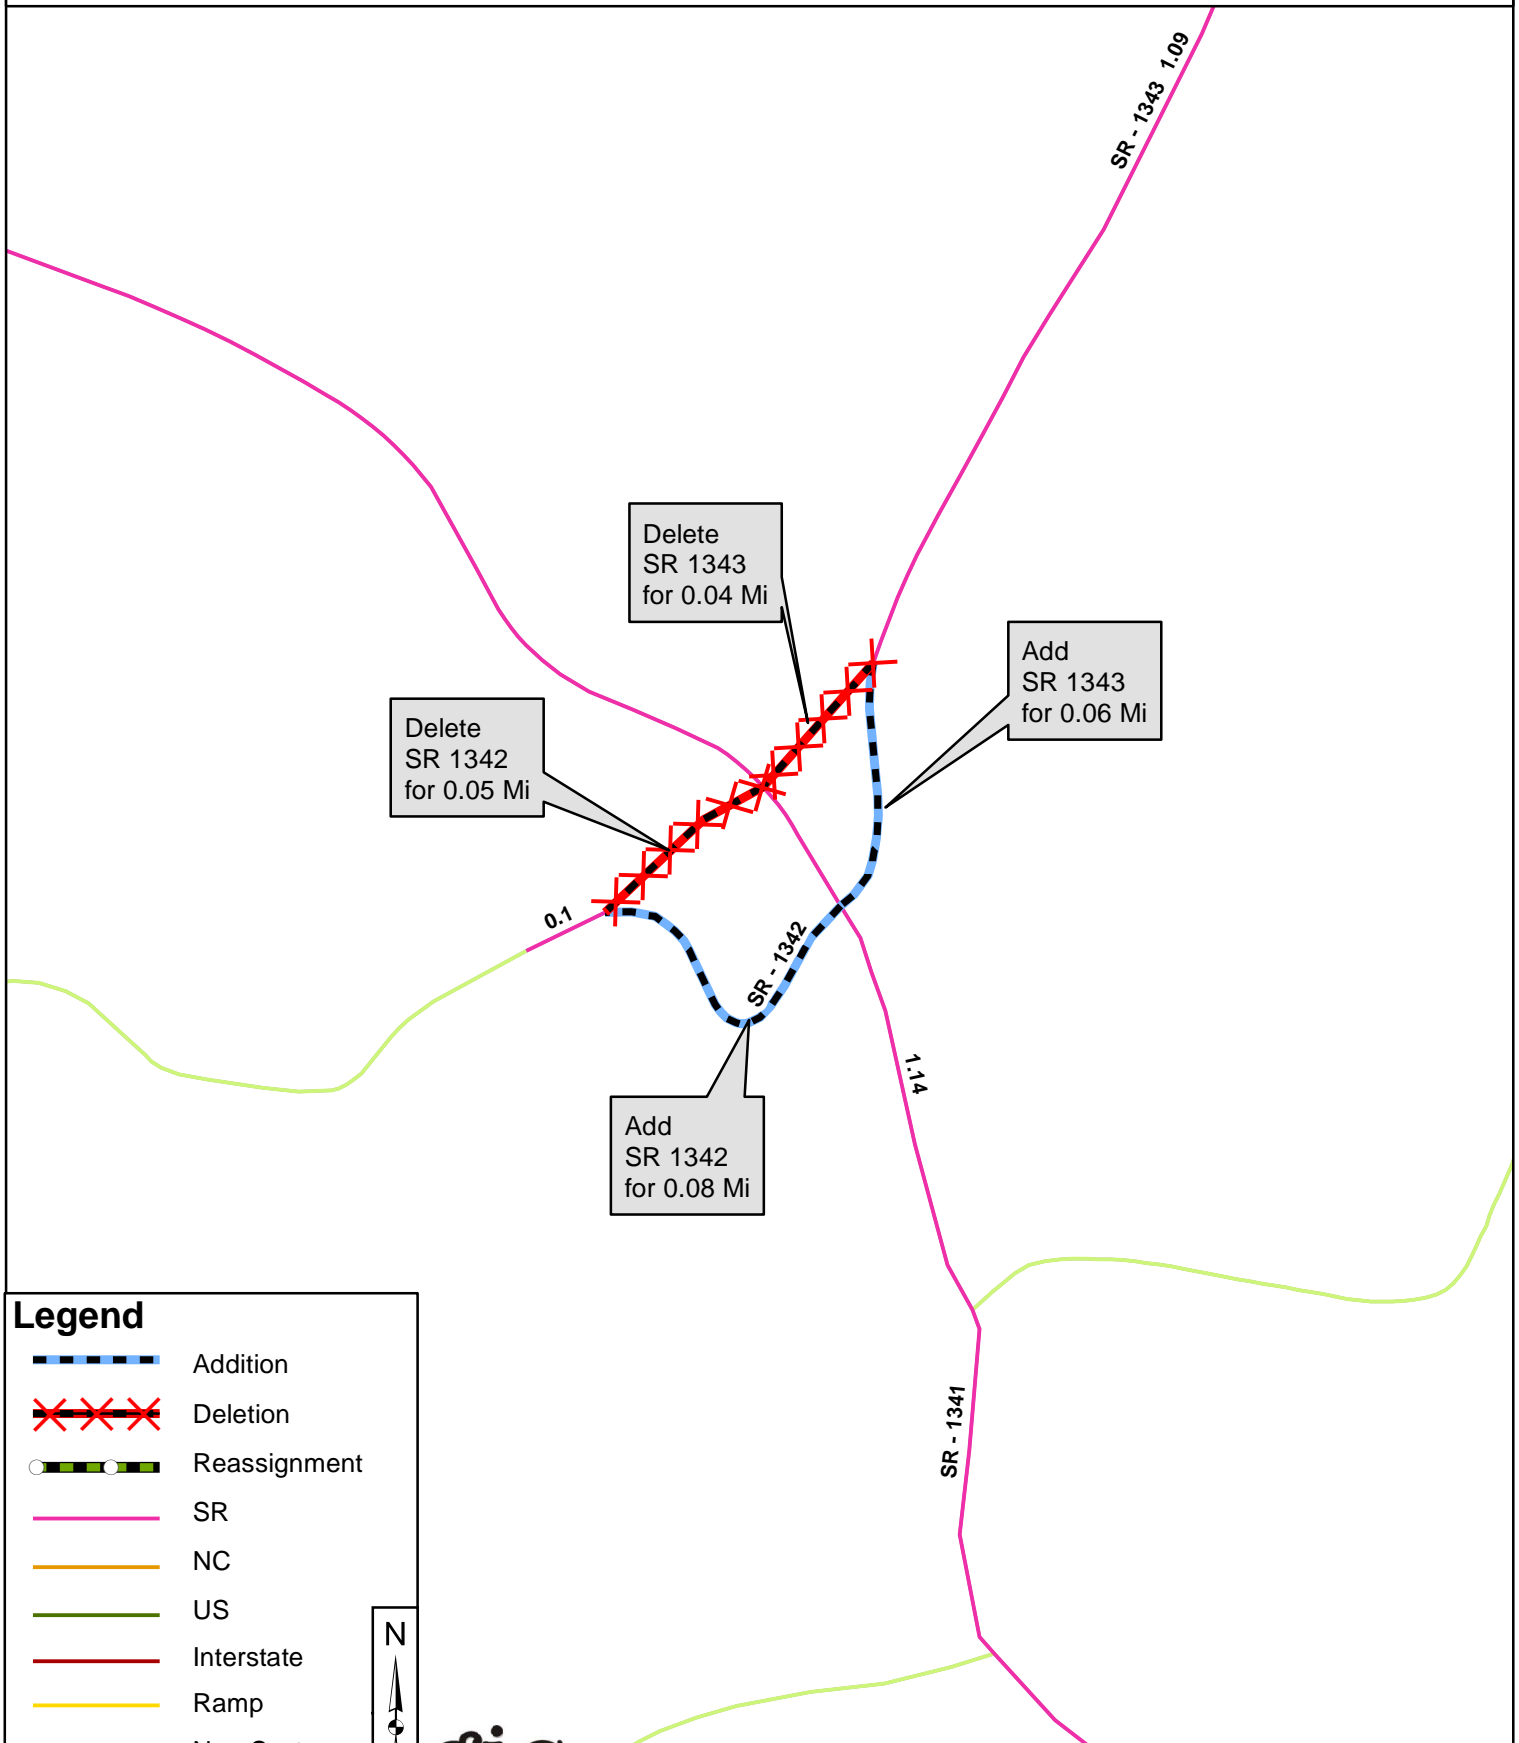 SR - 1343 1.09
Delete
SR 1343
for 0.04 Mi
Add
SR 1343
for 0.06 Mi
Delete
SR 1342
for 0.05 Mi
0.1
SR - 1342
1.14
Add
SR 1342
for 0.08 Mi
SR - 1341
Legend
Addition
Deletion
Reassignment
SR
NC
US
Interstate
Ramp
N